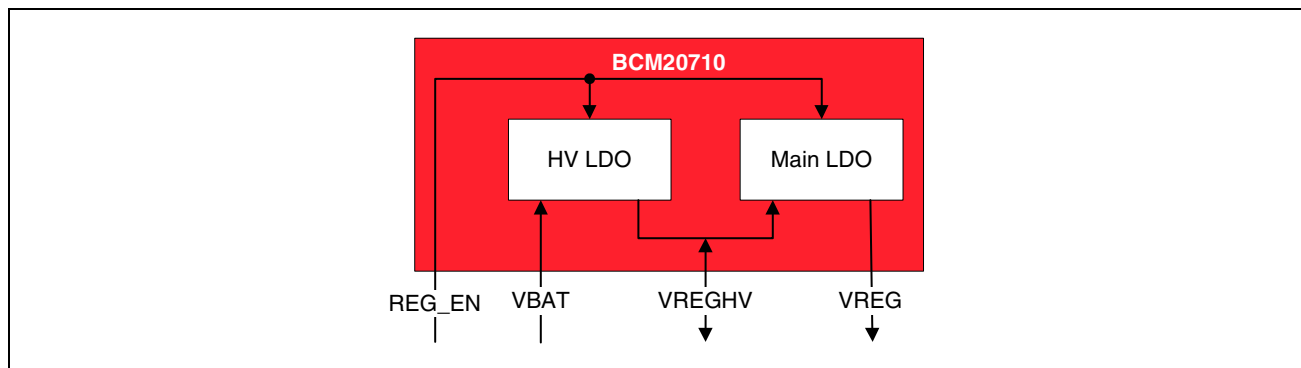 BCM20710
HV LDO
Main LDO
REG_EN
VBAT
VREGHV
VREG